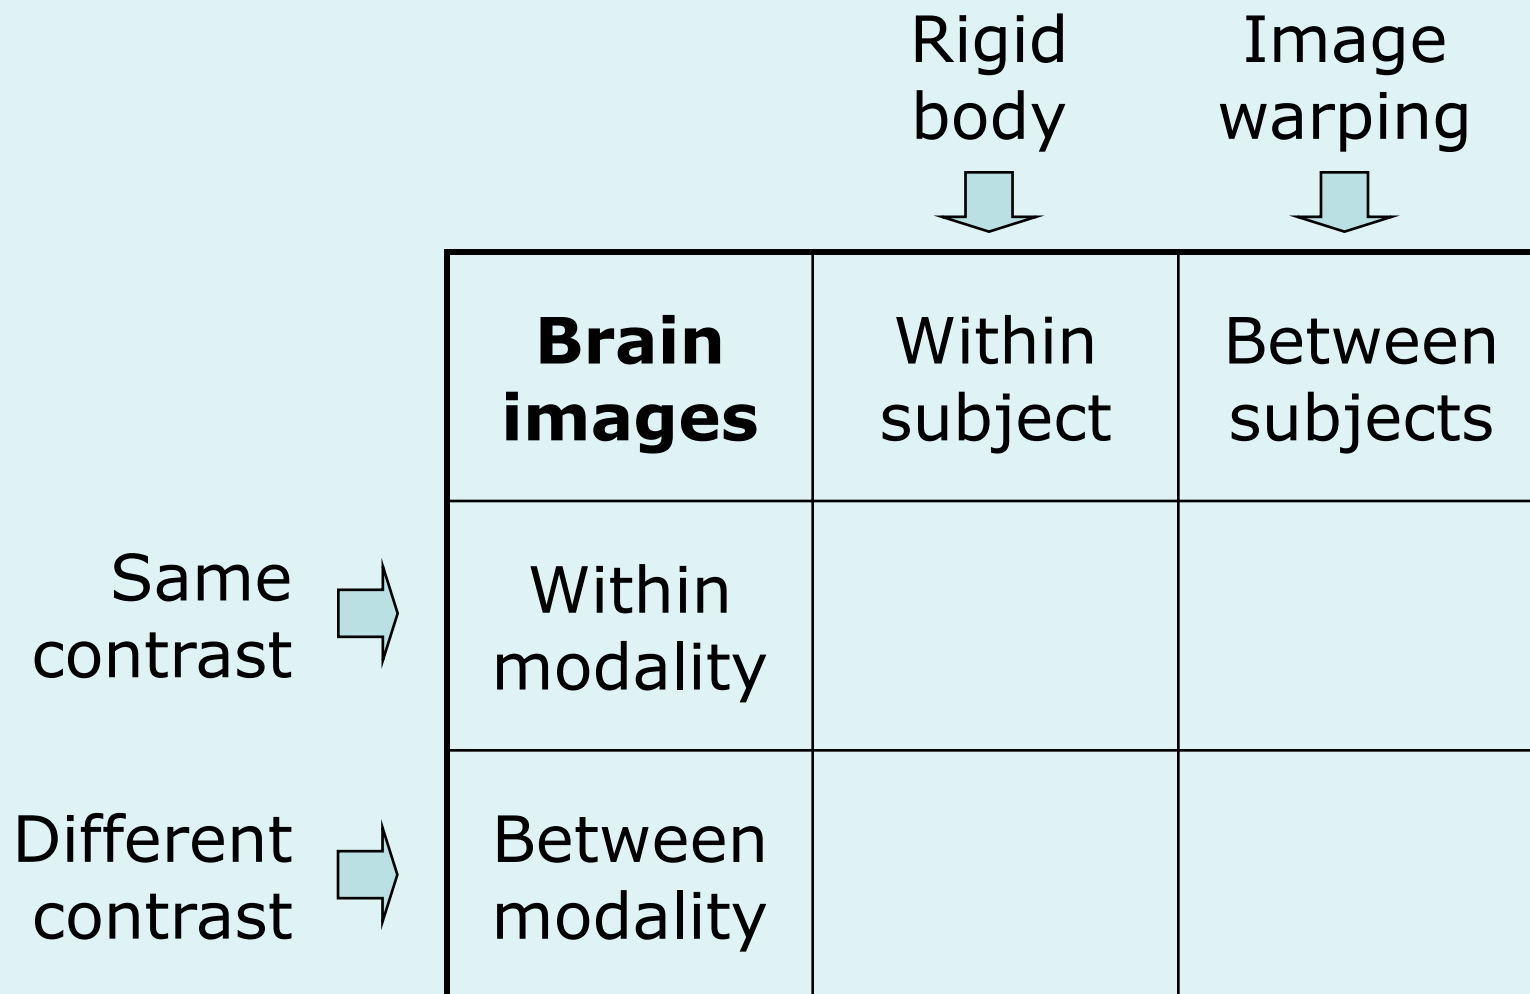 Rigid
body
Image
warping
Brain
images
Within
subject
Between
subjects
Same
contrast
Within
modality
Different
contrast
Between
modality